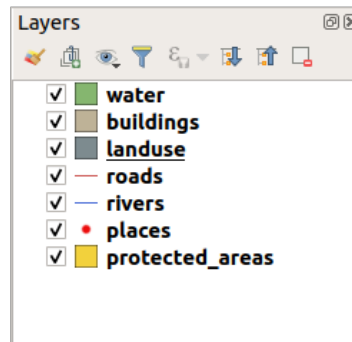 Layers
water
buildings
landuse
roads
rivers
places
protected_areas